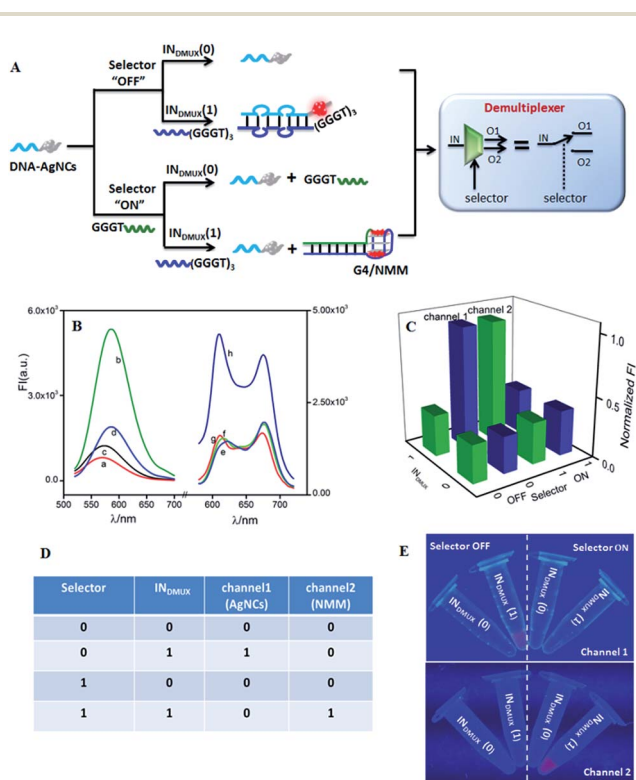 A
Selector
"OFF"
IN_DMUX(0)
IN_DMUX(1)
(GGGT)3
(GGGT)3
DNA-AgNCs
Selector
"ON"
GGGT
IN_DMUX(0)
+ GGGT
IN_DMUX(1)
(GGGT)3
+
G4/NMM
Demultiplexer
IN
O1
O2
=
IN
O1
O2
selector
selector
B
6.0x10³
3.0x10³
0.0
FI(a.u.)
b
d
c
a
h
g
f
e
5.00x10³
2.50x10³
0.00
500 550 600 650 700
600 650 700
λ/nm
λ/nm
C
channel 1
channel 2
1.0
0.5
0.0
Normalized FI
1
0
IN_DMUX
0
0
1
1
OFF Selector ON
D
Selector IN_DMUX channel1 (AgNCs) channel2 (NMM)
0 0 0 0
0 1 1 0
1 0 0 0
1 1 0 1
E
Selector OFF
Selector ON
IN_DMUX (0)
IN_DMUX (1)
IN_DMUX (0)
IN_DMUX (1)
Channel 1
IN_DMUX (0)
IN_DMUX (1)
IN_DMUX (0)
IN_DMUX (1)
Channel 2